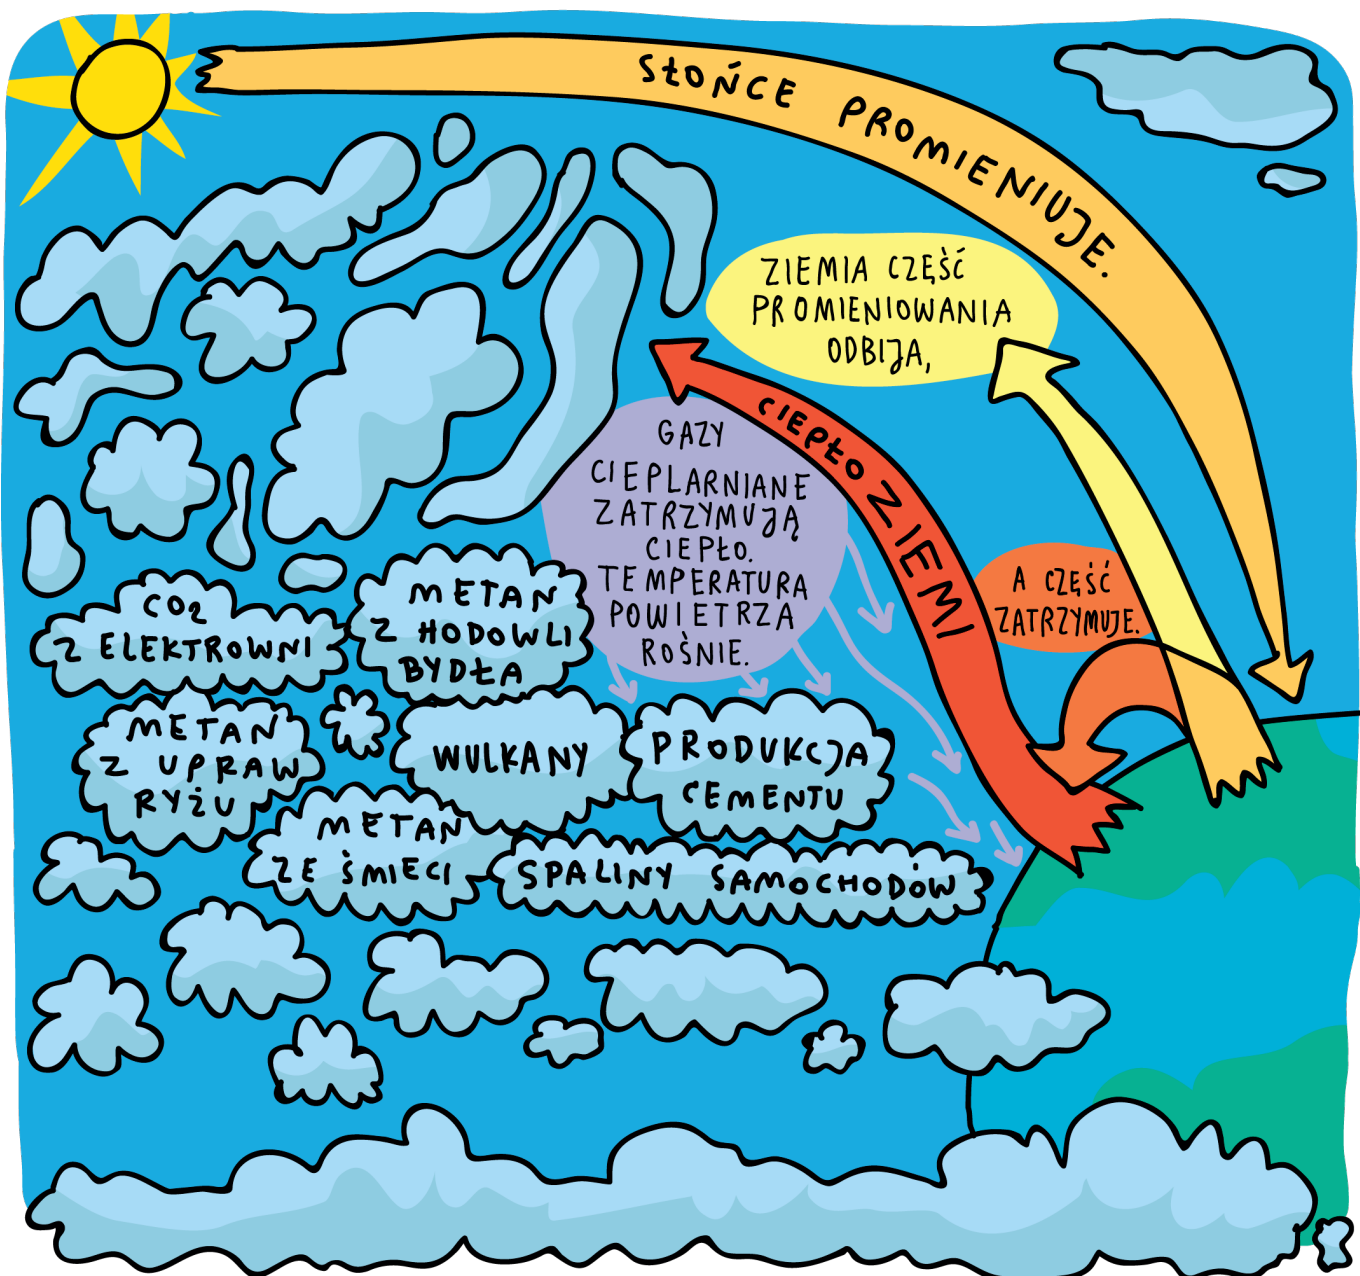 SŁOŃCE PROMIENIUJE.
ZIEMIA CZĘŚĆ
PROMIENIOWANIA
ODBIJA,
A CZĘŚĆ
ZATRZYMUJE.
CIEPŁO ZIEMI
GAZY
CIEPLARNIANE
ZATRZYMUJĄ
CIEPŁO.
TEMPERATURA
POWIETRZA
ROŚNIE.
CO2
Z ELEKTROWNI
METAN
Z HODOWLI
BYDŁA
METAN
Z UPRAW
RYŻU
WULKANY
PRODUKCJA
CEMENTU
METAN
ZE ŚMIECI
SPALINY SAMOCHODÓW